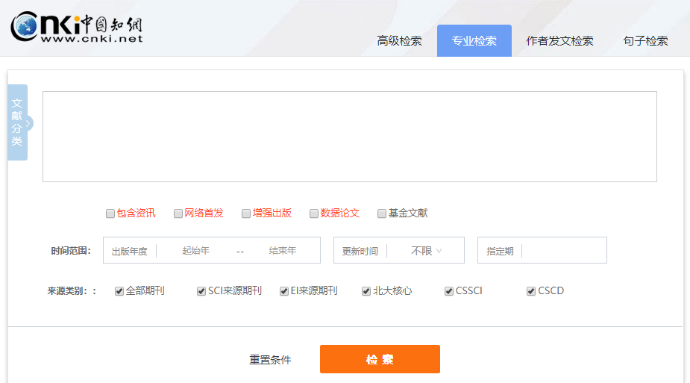 cnki中国知网
www.cnki.net
高级检索 专业检索 作者发文检索 句子检索
文献分类
包含资讯 网络首发 增强出版 数据论文 基金文献
时间范围: 出版年度 起始年 -- 结束年 更新时间 不限 指定期
来源类别:: 全部期刊 SCI来源期刊 EI来源期刊 北大核心 CSSCI CSCD
重置条件 检索